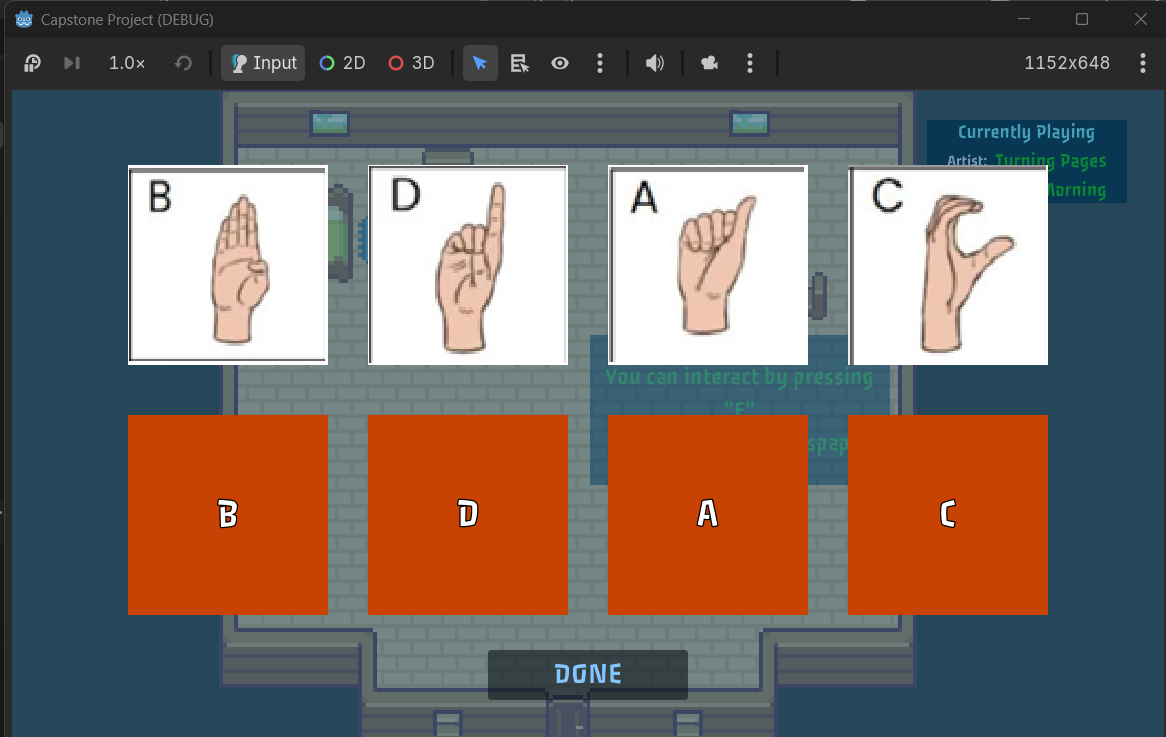 Capstone Project (DEBUG)
1.0×
Input
2D
3D
1152x648
Currently Playing
Artist: Turning Pages
Morning
B
D
A
C
You can interact by pressing
"E"
B
D
A
C
DONE